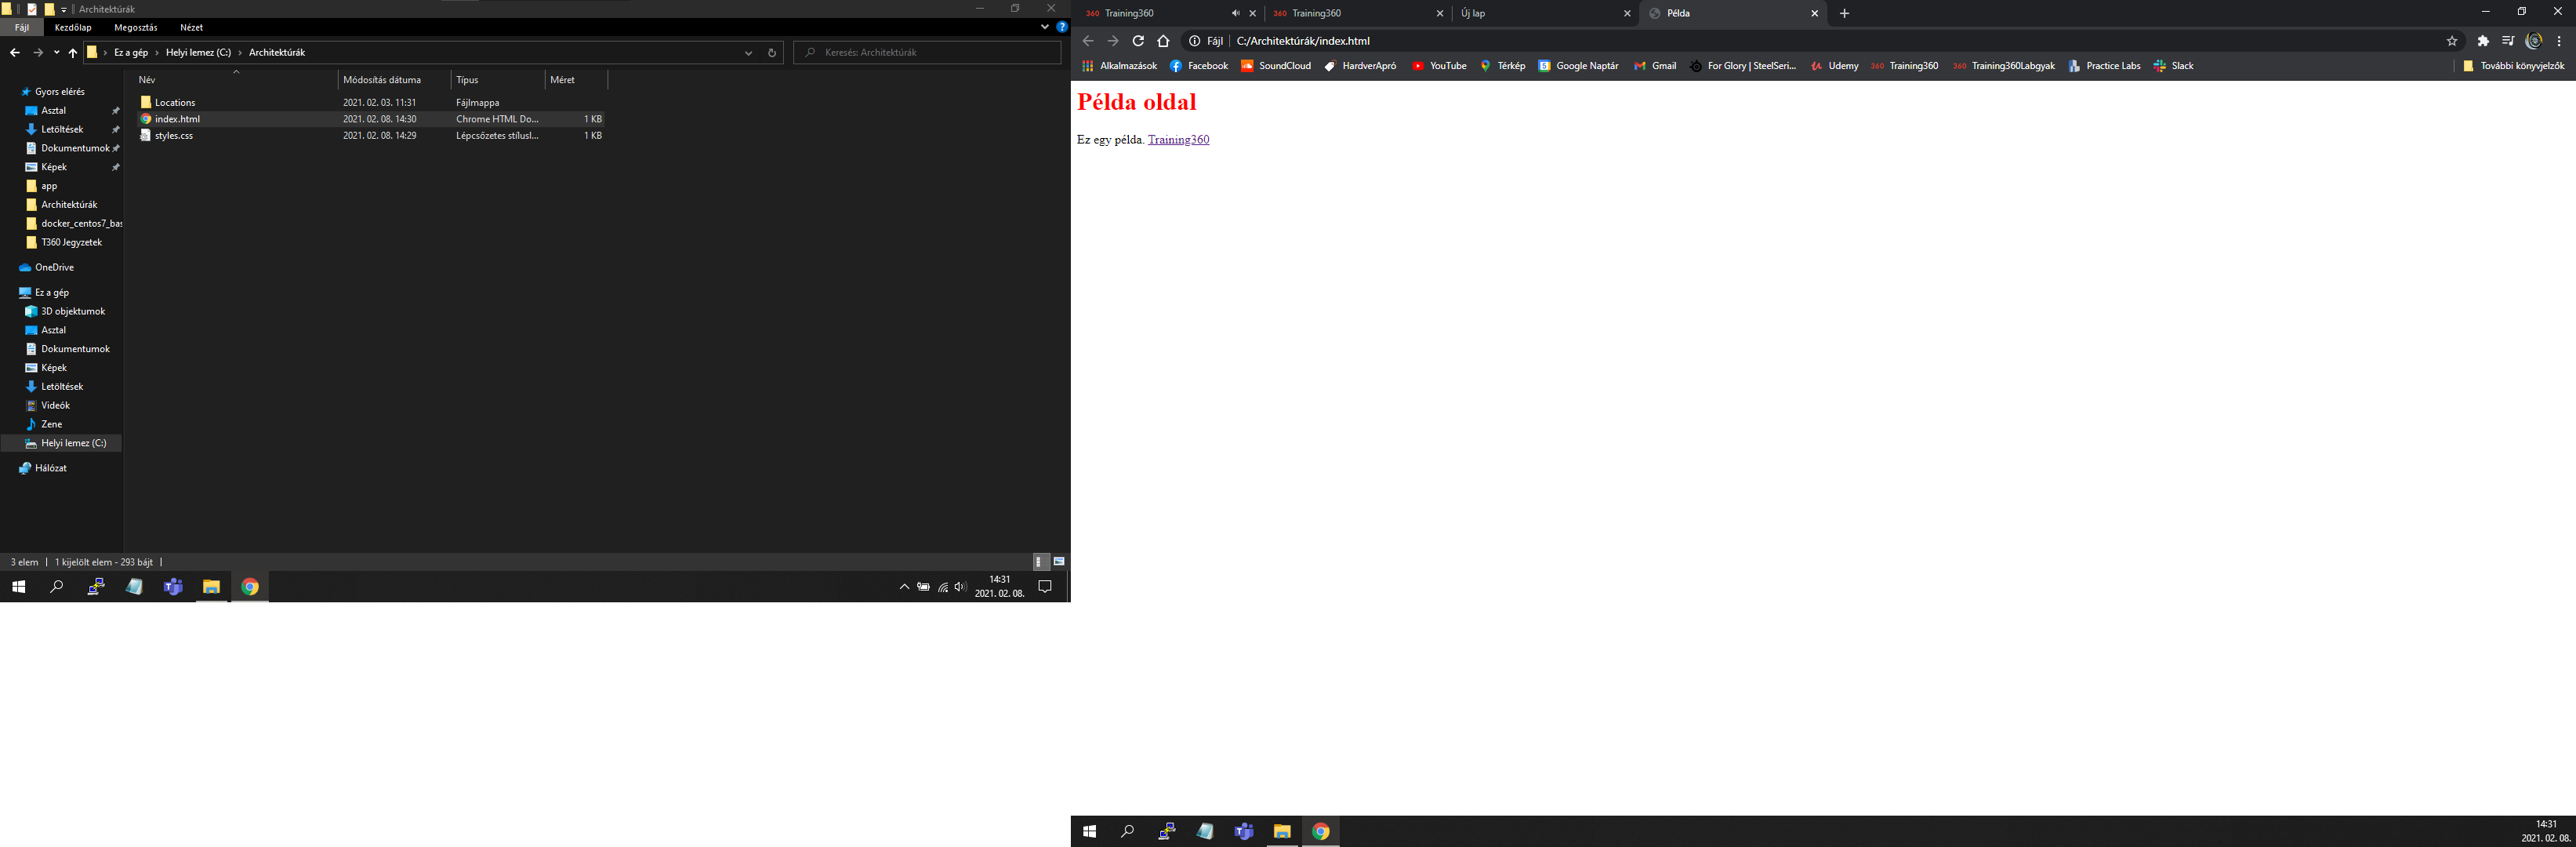 Architektúrák
Fájl Kezdőlap Megosztás Nézet
Ez a gép Helyi lemez (C:) Architektúrák
Keresés: Architektúrák
Név Módosítás dátuma Típus Méret
Locations 2021. 02. 03. 11:31 Fájlmappa
index.html 2021. 02. 08. 14:30 Chrome HTML Do... 1 KB
styles.css 2021. 02. 08. 14:29 Lépcsőzetes stílusl... 1 KB
Gyors elérés
Asztal
Letöltések
Dokumentumok
Képek
app
Architektúrák
docker_centos7_bas
T360 Jegyzetek
OneDrive
Ez a gép
3D objektumok
Asztal
Dokumentumok
Képek
Letöltések
Videók
Zene
Helyi lemez (C:)
Hálózat
3 elem 1 kijelölt elem - 293 bájt
14:31
2021. 02. 08.
360 Training360 360 Training360 Új lap Példa
Fájl C:/Architektúrák/index.html
Alkalmazások Facebook SoundCloud HardverApró YouTube Térkép Google Naptár Gmail For Glory | SteelSeri... Udemy 360 Training360 360 Training360Labgyak Practice Labs Slack További könyvjelzők
Példa oldal
Ez egy példa. Training360
14:31
2021. 02. 08.